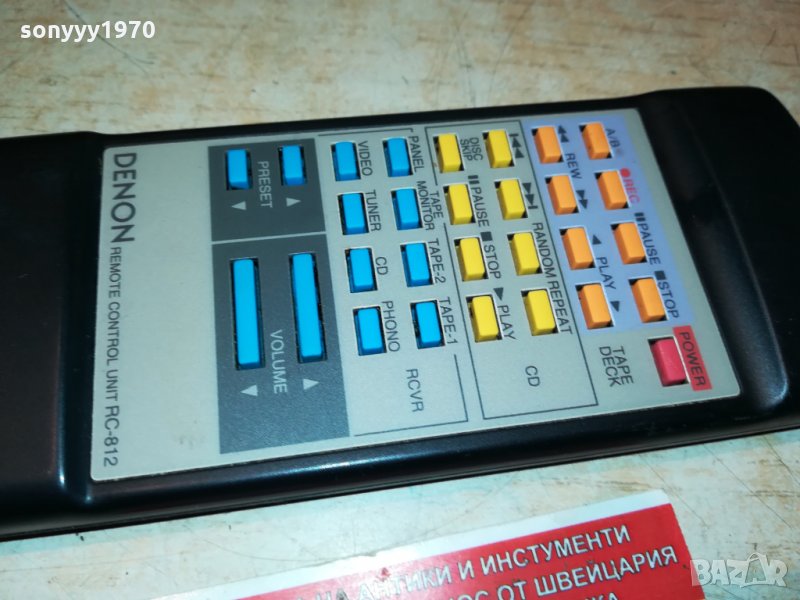 sonyyy1970
sonyyy1970
POWER
TAPE DECK
A/B
REC
PAUSE
STOP
REW
PLAY
CD
DISC SKIP
PAUSE
STOP
PLAY
RANDOM
REPEAT
RCVR
PANEL
TAPE MONITOR
TAPE-2
TAPE-1
VIDEO
TUNER
CD
PHONO
PRESET
VOLUME
DENON REMOTE CONTROL UNIT RC-812
НА АНТИКИ И ИНСТУМЕНТИ
ОТ ШВЕЙЦАРИЯ
BAZAR